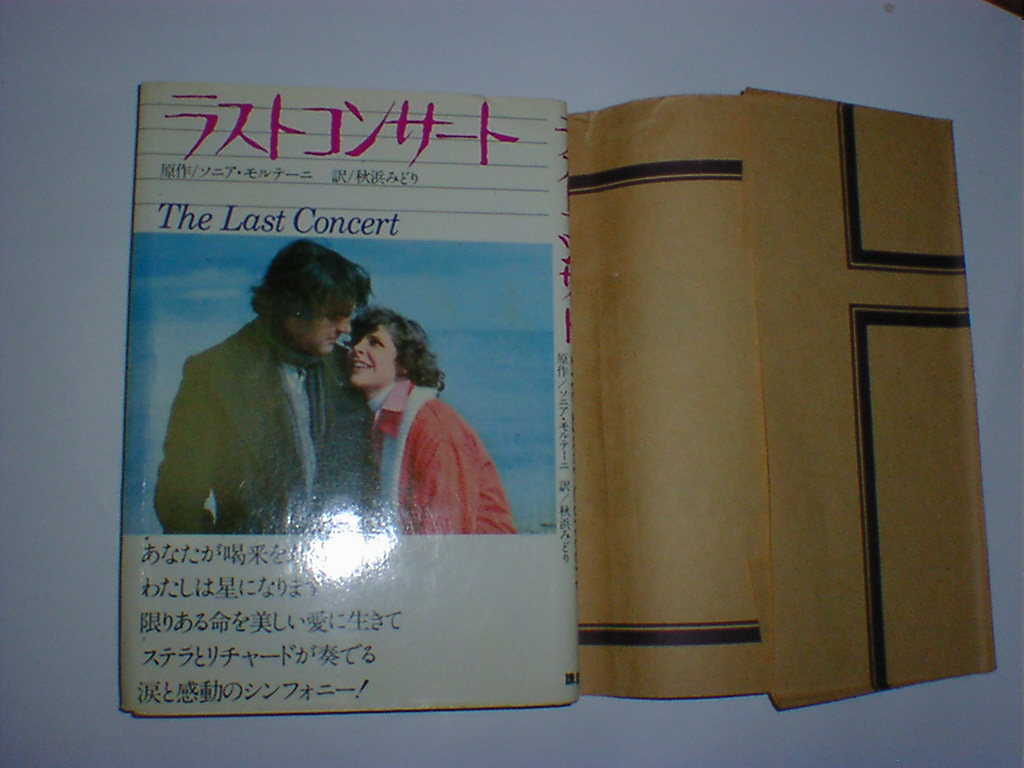 ラストコンサート
原作/ソニア・モルテーニ 訳/秋浜みどり
The Last Concert
あなたが喝采を
わたしは星になります
限りある命を美しい愛に生きて
ステラとリチャードが奏でる
涙と感動のシンフォニー!
原作/ソニア・モルテーニ 訳/秋浜みどり